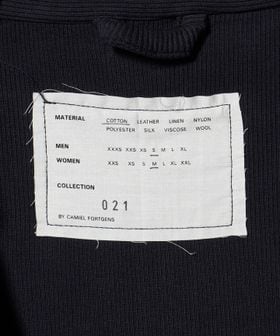 MATERIAL COTTON LEATHER LINEN NYLON
POLYESTER SILK VISCOSE WOOL
MEN XXXS XXS XS S M L XL
WOMEN XXS XS S M L XL XXL
COLLECTION
021
BY CAMIEL FORTGENS